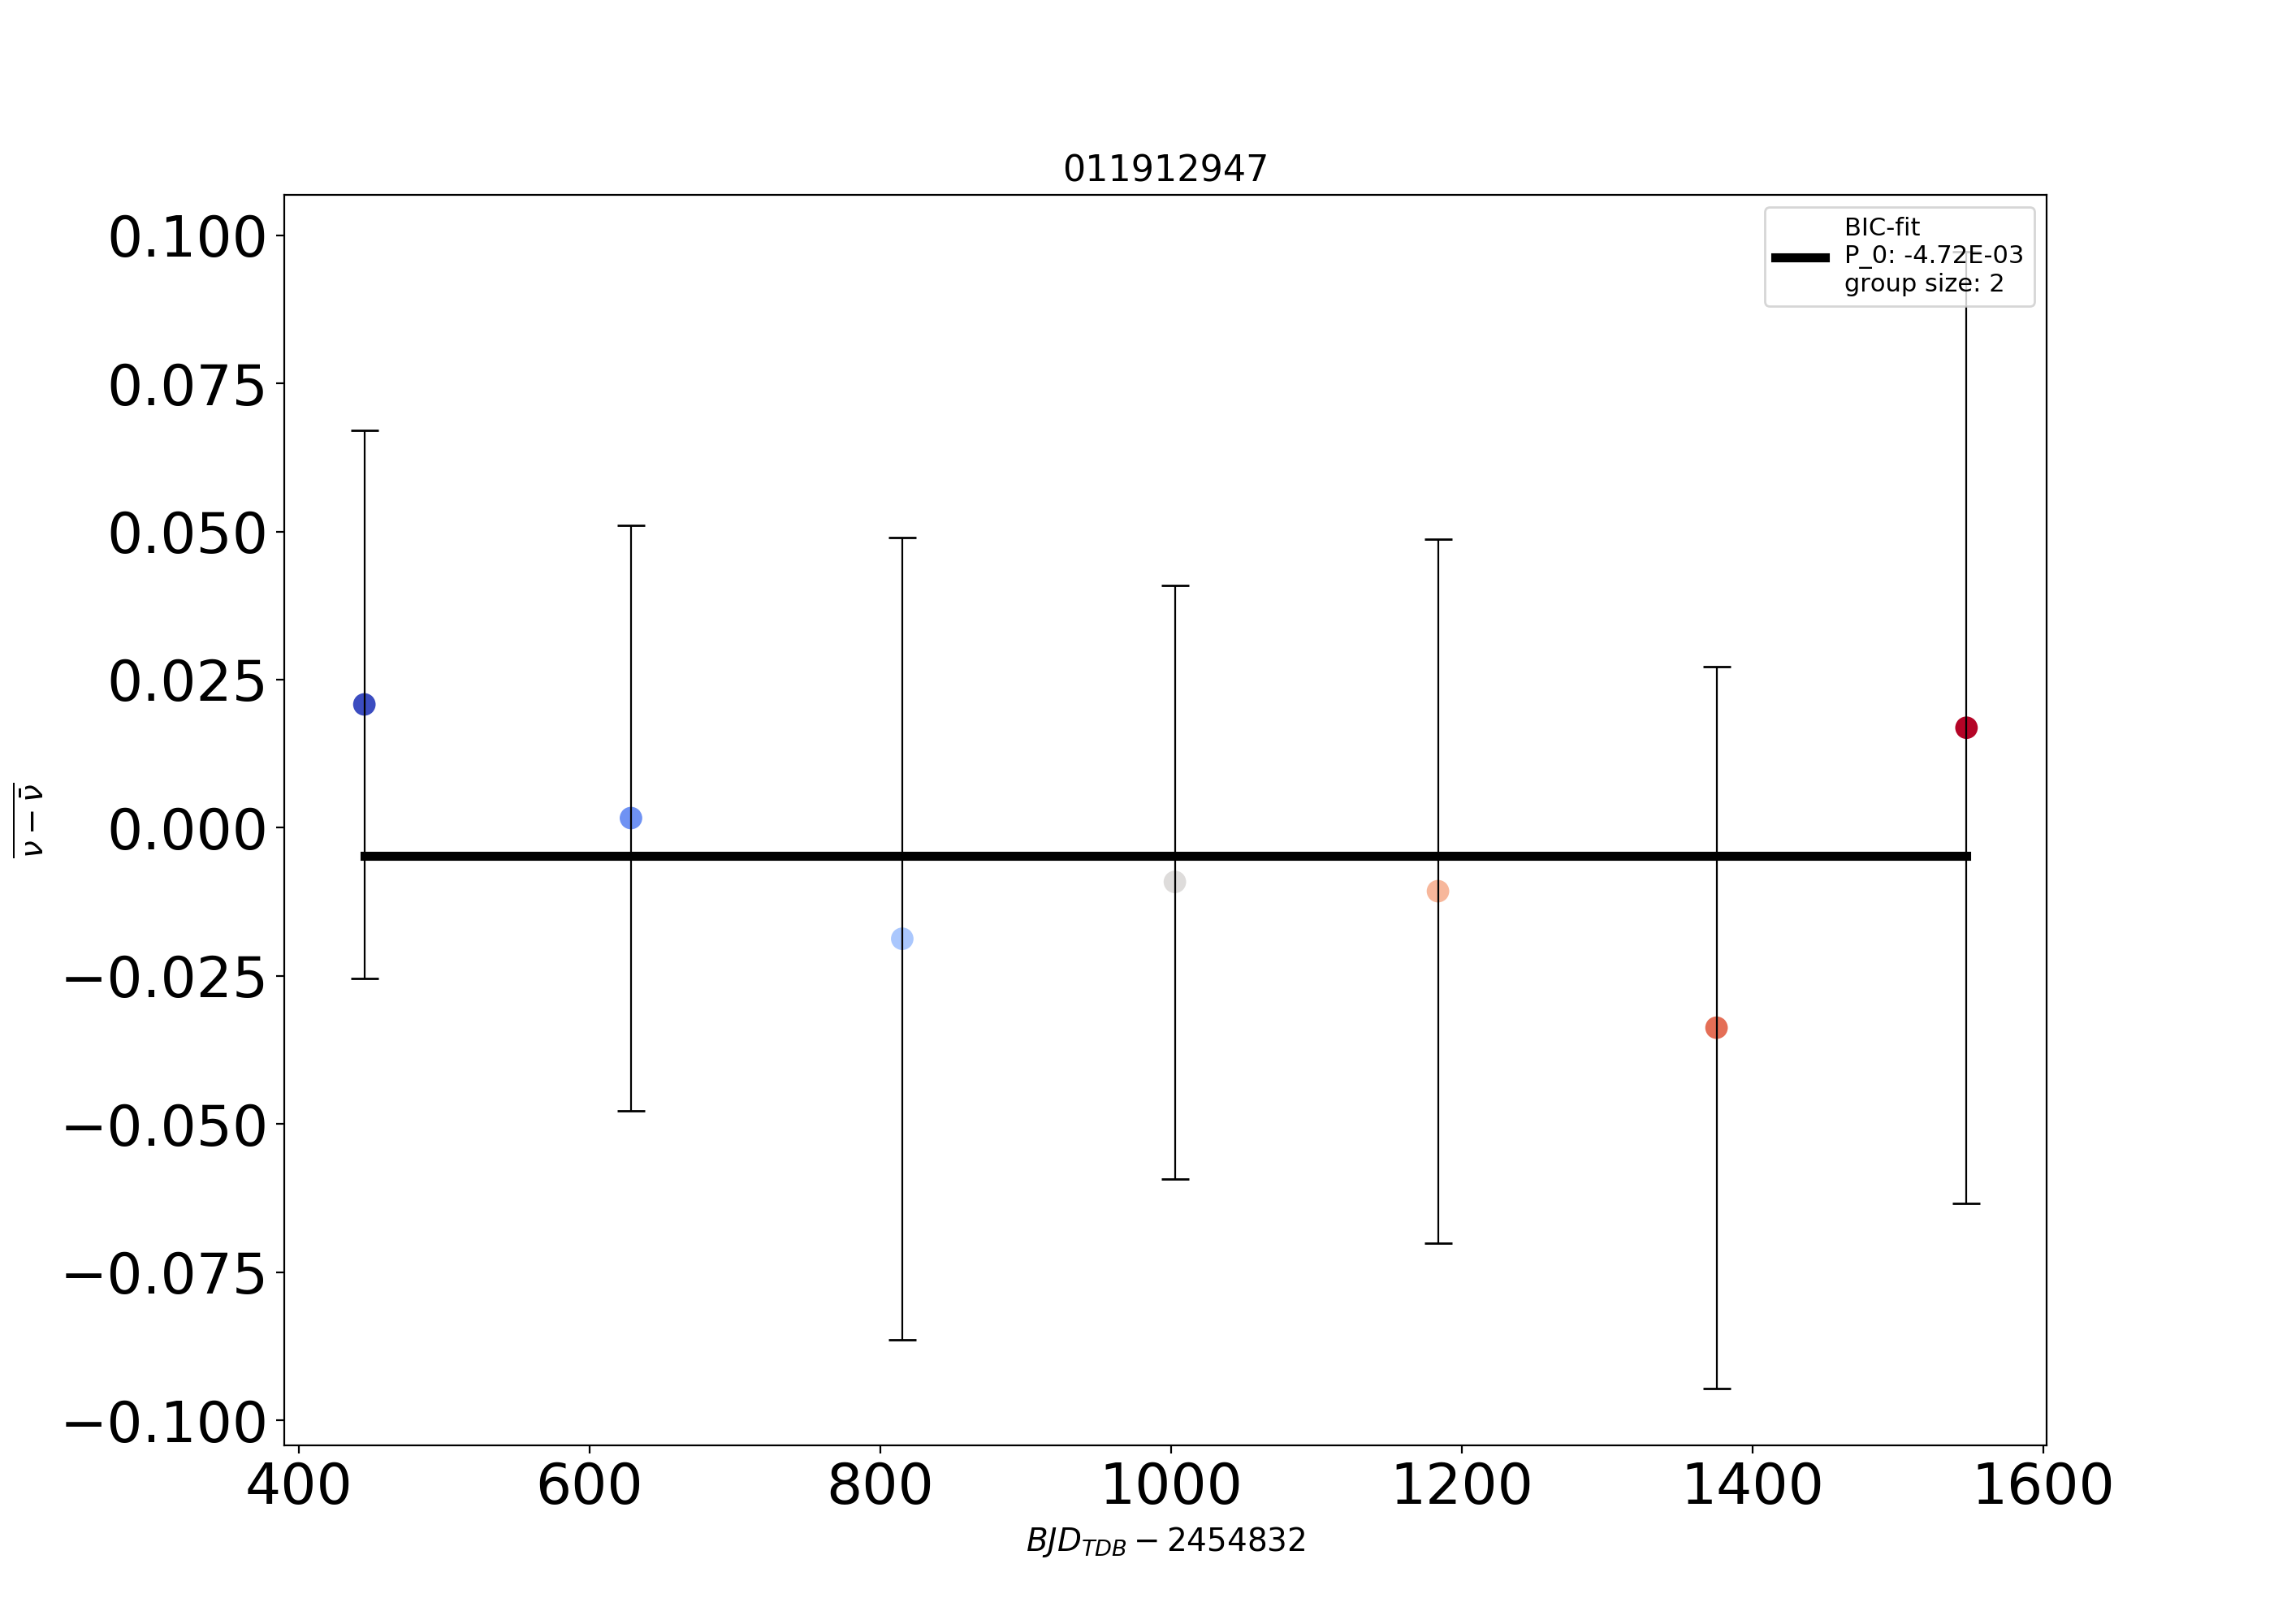 011912947
BIC-fit
P_0: -4.72E-03
group size: 2
0.100
0.075
0.050
0.025
0.000
−0.025
−0.050
−0.075
−0.100
ν − ν̄
400 600 800 1000 1200 1400 1600
BJD_TDB − 2454832